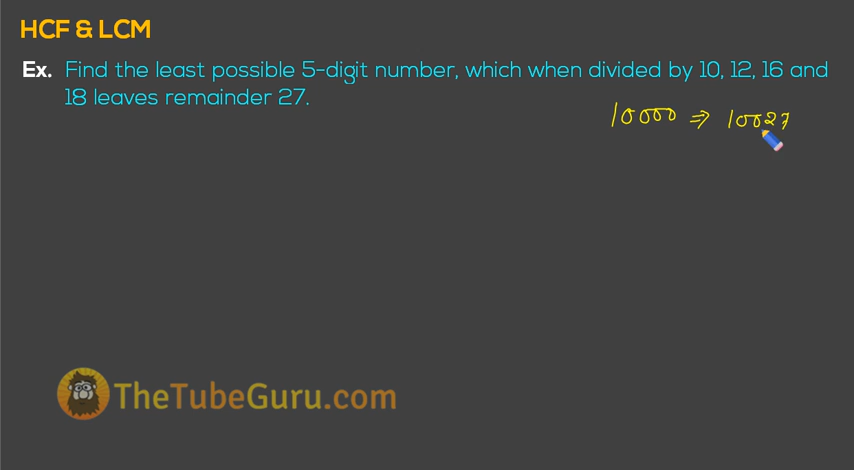 HCF & LCM
Ex. Find the least possible 5-digit number, which when divided by 10, 12, 16 and
18 leaves remainder 27.
10000 ⇒ 10027
TheTubeGuru.com